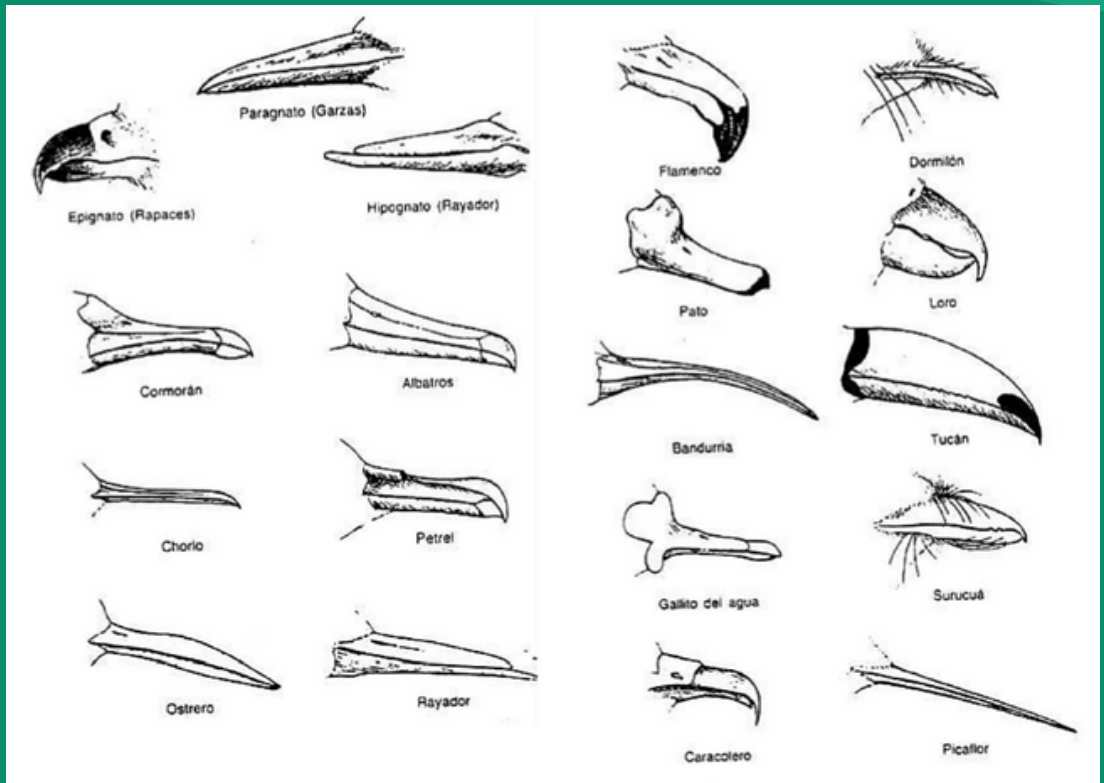 Paragnato (Garzas)
Epignato (Rapaces)
Hipognato (Rayador)
Cormorán
Albatros
Chorlo
Petrel
Ostrero
Rayador
Flamenco
Dormilón
Pato
Loro
Bandurria
Tucán
Gallito del agua
Surucuá
Caracolero
Picaflor